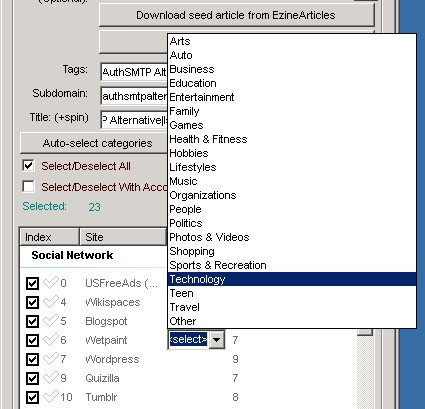 (Optional):
Download seed article from EzineArticles
Tags: AuthSMTP Alt
Subdomain: authsmtpalter
Title: (+spin) P Alternative|Is
Auto-select categories
Select/Deselect All
Select/Deselect With Acco
Selected: 23
Arts
Auto
Business
Education
Entertainment
Family
Games
Health & Fitness
Hobbies
Lifestyles
Music
Organizations
People
Politics
Photos & Videos
Shopping
Sports & Recreation
Technology
Teen
Travel
Other
Index Site
Social Network
0 USFreeAds (...
4 Wikispaces
5 Blogspot
6 Wetpaint <select> 7
7 Wordpress 9
9 Quizilla 7
10 Tumblr 8